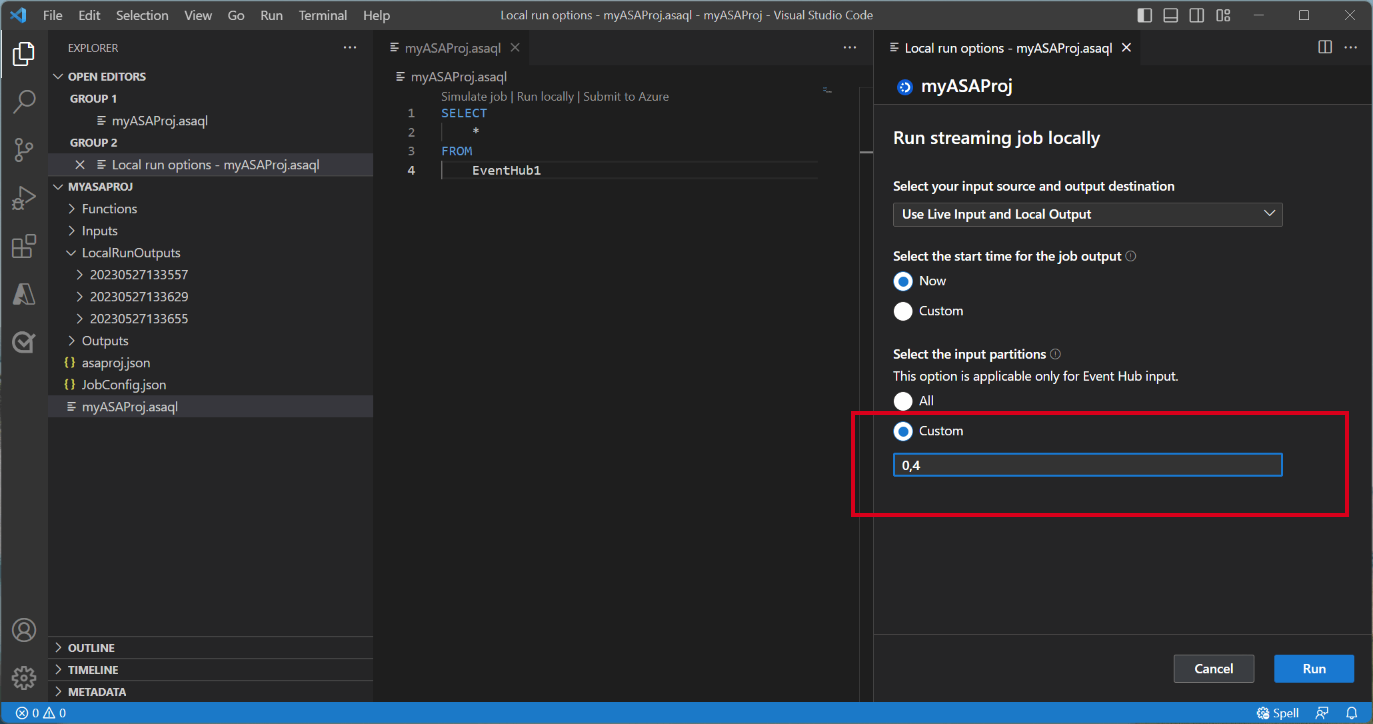 File Edit Selection View Go Run Terminal Help
Local run options - myASAProj.asaql - myASAProj - Visual Studio Code
EXPLORER
OPEN EDITORS
GROUP 1
myASAProj.asaql
GROUP 2
Local run options - myASAProj.asaql
MYASAPROJ
Functions
Inputs
LocalRunOutputs
20230527133557
20230527133629
20230527133655
Outputs
{} asaproj.json
{} JobConfig.json
myASAProj.asaql
OUTLINE
TIMELINE
METADATA
myASAProj.asaql
myASAProj.asaql
Simulate job | Run locally | Submit to Azure
1 SELECT
2 *
3 FROM
4 EventHub1
Local run options - myASAProj.asaql
myASAProj
Run streaming job locally
Select your input source and output destination
Use Live Input and Local Output
Select the start time for the job output
Now
Custom
Select the input partitions
This option is applicable only for Event Hub input.
All
Custom
0,4
Cancel Run
0 0
Spell